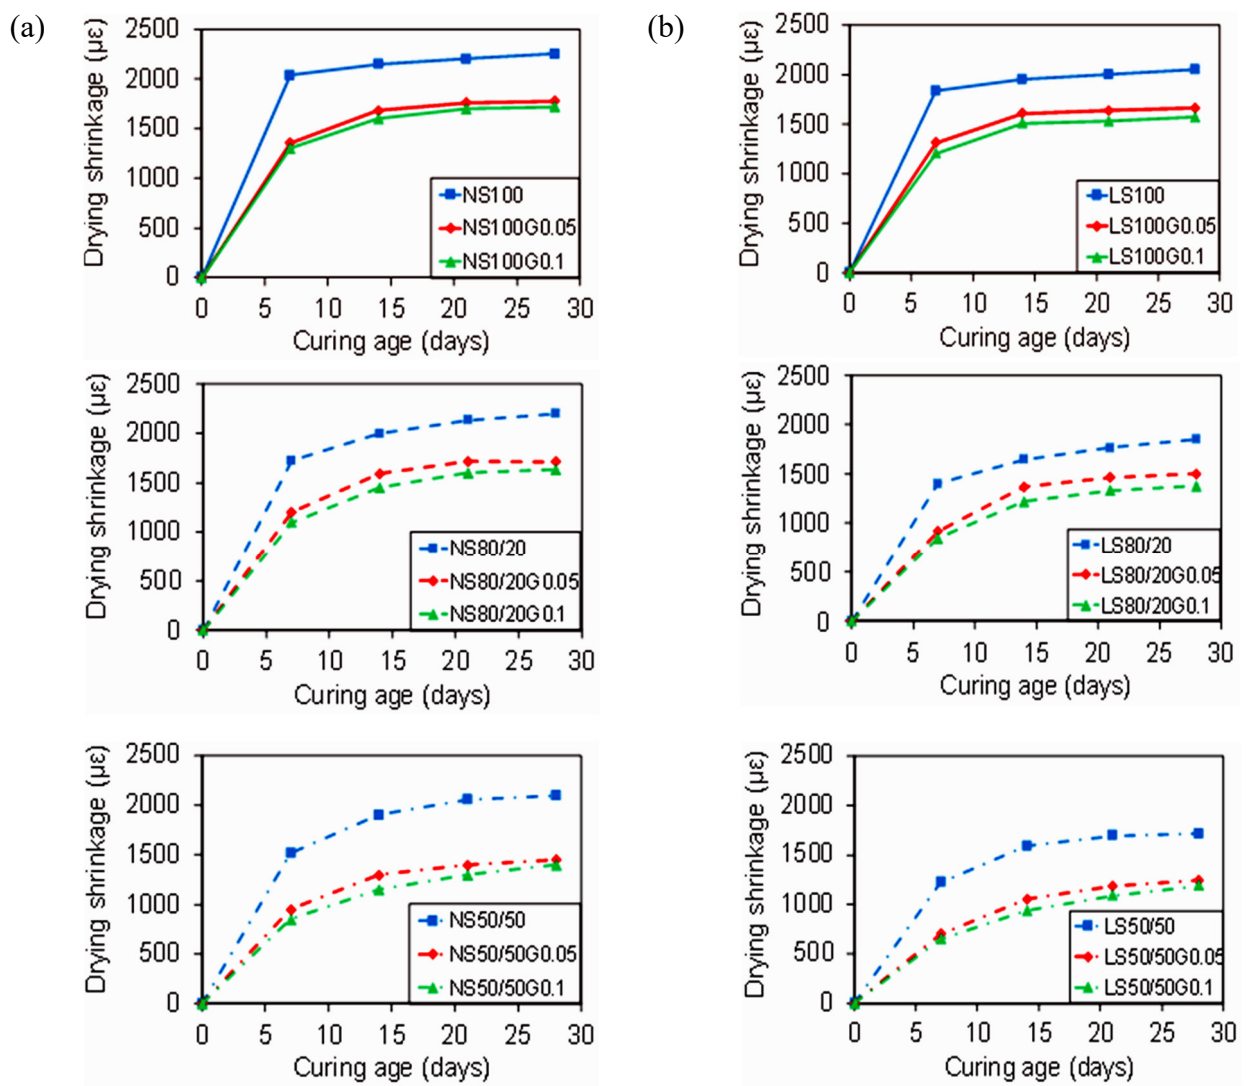 (a)
Drying shrinkage (με)
2500
2000
1500
1000
500
0
NS100
NS100G0.05
NS100G0.1
0 5 10 15 20 25 30
Curing age (days)
(b)
Drying shrinkage (με)
2500
2000
1500
1000
500
0
LS100
LS100G0.05
LS100G0.1
0 5 10 15 20 25 30
Curing age (days)
Drying shrinkage (με)
2500
2000
1500
1000
500
0
NS80/20
NS80/20G0.05
NS80/20G0.1
0 5 10 15 20 25 30
Curing age (days)
Drying shrinkage (με)
2500
2000
1500
1000
500
0
LS80/20
LS80/20G0.05
LS80/20G0.1
0 5 10 15 20 25 30
Curing age (days)
Drying shrinkage (με)
2500
2000
1500
1000
500
0
NS50/50
NS50/50G0.05
NS50/50G0.1
0 5 10 15 20 25 30
Curing age (days)
Drying shrinkage (με)
2500
2000
1500
1000
500
0
LS50/50
LS50/50G0.05
LS50/50G0.1
0 5 10 15 20 25 30
Curing age (days)